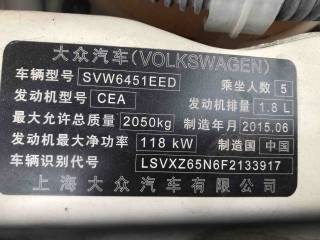 大众汽车(VOLKSWAGEN)
车辆型号 SVW6451EED 乘坐人数 5
发动机型号 CEA 发动机排量 1.8 L
最大允许总质量 2050kg 制造年月 2015.06
发动机最大净功率 118 kW 制造国 中国
车辆识别代号 LSVXZ65N6F2133917
上海大众汽车有限公司